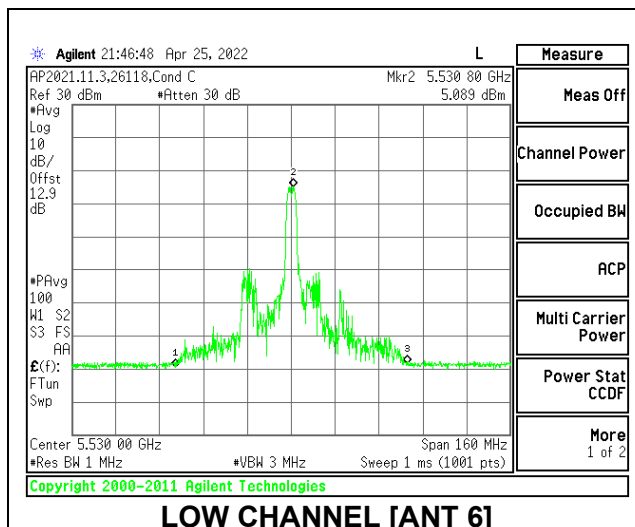 Agilent 21:46:48 Apr 25, 2022 L
Measure
AP2021.11.3,26118,Cond C Mkr2 5.530 80 GHz
Ref 30 dBm #Atten 30 dB 5.089 dBm
Meas Off
#Avg
Log
10
dB/
Offst
12.9
dB
2
Channel Power
Occupied BW
ACP
#PAvg
100
W1 S2
S3 FS
AA
1
3
£(f):
FTun
Swp
Multi Carrier
Power
Power Stat
CCDF
More
1 of 2
Center 5.530 00 GHz Span 160 MHz
#Res BW 1 MHz #VBW 3 MHz Sweep 1 ms (1001 pts)
Copyright 2000-2011 Agilent Technologies
LOW CHANNEL [ANT 6]